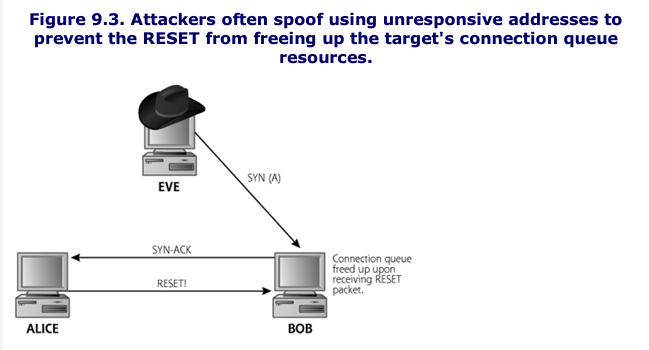 Figure 9.3. Attackers often spoof using unresponsive addresses to
prevent the RESET from freeing up the target's connection queue
resources.
EVE
SYN (A)
SYN-ACK
RESET!
Connection queue
freed up upon
receiving RESET
packet.
ALICE
BOB